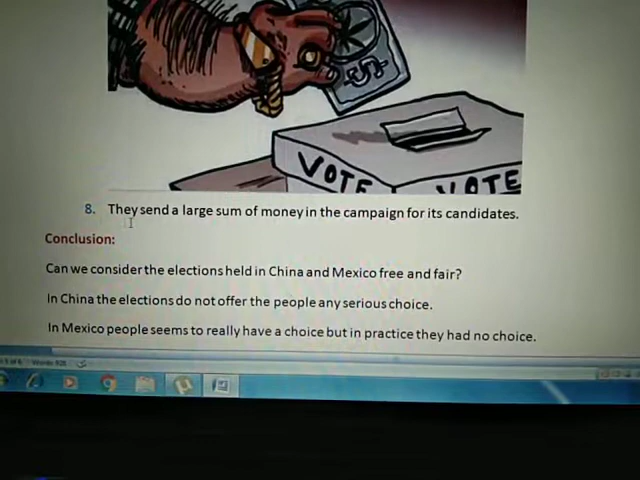 $
VOTE
VOTE
8. They send a large sum of money in the campaign for its candidates.
Conclusion:
Can we consider the elections held in China and Mexico free and fair?
In China the elections do not offer the people any serious choice.
In Mexico people seems to really have a choice but in practice they had no choice.
Words: 928